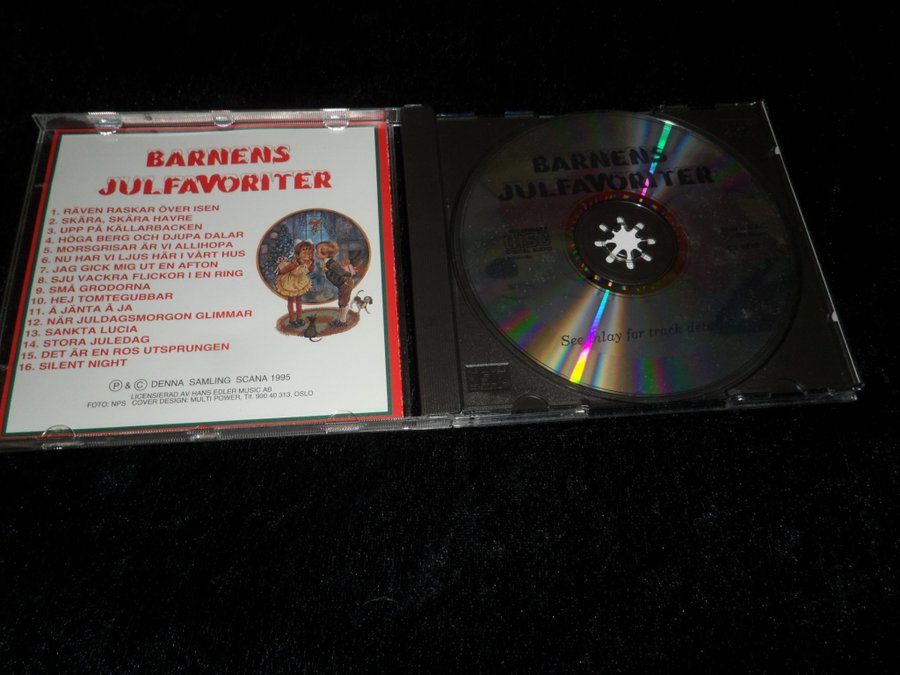 BARNENS
JULFAVORITER
1. RÄVEN RASKAR ÖVER ISEN
2. SKÄRA, SKÄRA HAVRE
3. UPP PÅ KÄLLARBACKEN
4. HÖGA BERG OCH DJUPA DALAR
5. MORSGRISAR ÄR VI ALLIHOPA
6. NU HAR VI LJUS HÄR I VÅRT HUS
7. JAG GICK MIG UT EN AFTON
8. SJU VACKRA FLICKOR I EN RING
9. SMÅ GRODORNA
10. HEJ TOMTEGUBBAR
11. Å JÄNTA Å JA
12. NÄR JULDAGSMORGON GLIMMAR
13. SANKTA LUCIA
14. STORA JULEDAG
15. DET ÄR EN ROS UTSPRUNGEN
16. SILENT NIGHT
Ⓟ & © DENNA SAMLING SCANA 1995
LICENSIERAD AV HANS EDLER MUSIC AB
FOTO: NPS COVER DESIGN: MULTI POWER, Tlf. 900 40 313, OSLO
BARNENS
JULFAVORITER
See inlay for track